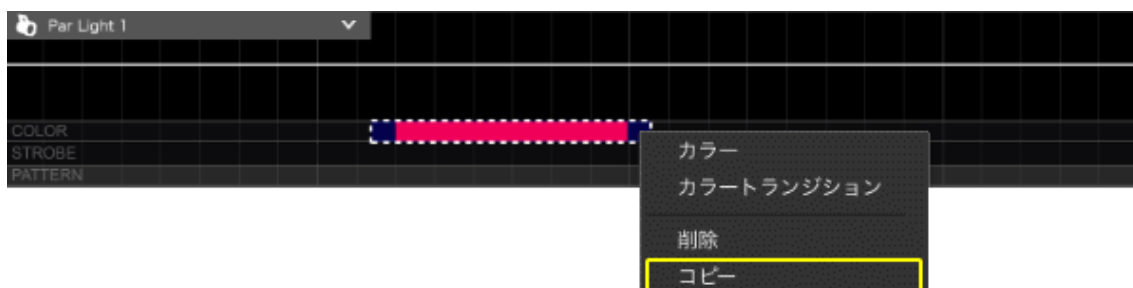 Par Light 1
COLOR
STROBE
PATTERN
カラー
カラートランジション
削除
コピー